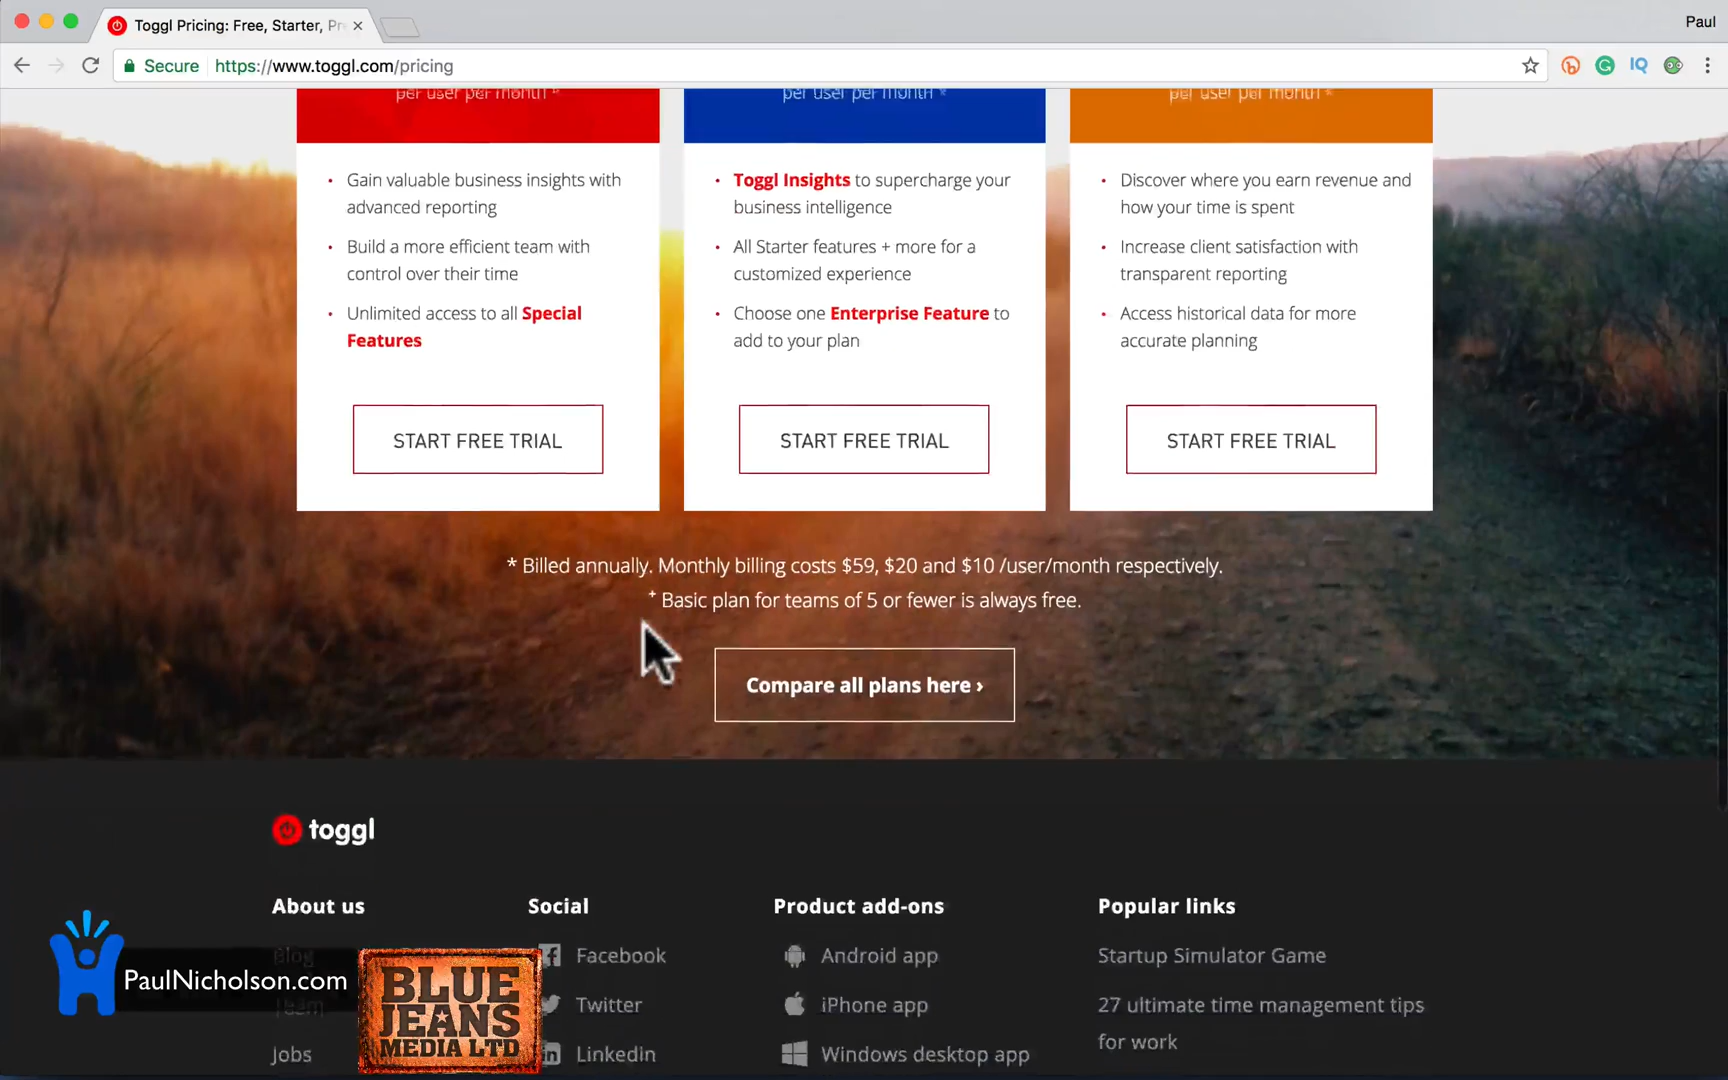 Toggl Pricing: Free, Starter, Pr
Paul
Secure https://www.toggl.com/pricing
per user per month *
per user per month *
per user per month *
Gain valuable business insights with
advanced reporting
Build a more efficient team with
control over their time
Unlimited access to all Special
Features
START FREE TRIAL
Toggl Insights to supercharge your
business intelligence
All Starter features + more for a
customized experience
Choose one Enterprise Feature to
add to your plan
START FREE TRIAL
Discover where you earn revenue and
how your time is spent
Increase client satisfaction with
transparent reporting
Access historical data for more
accurate planning
START FREE TRIAL
* Billed annually. Monthly billing costs $59, $20 and $10 /user/month respectively.
+ Basic plan for teams of 5 or fewer is always free.
Compare all plans here ›
toggl
About us
Blog
Team
Jobs
Social
Facebook
Twitter
Linkedin
Product add-ons
Android app
iPhone app
Windows desktop app
Popular links
Startup Simulator Game
27 ultimate time management tips
for work
PaulNicholson.com
BLUE
JEANS
MEDIA LTD